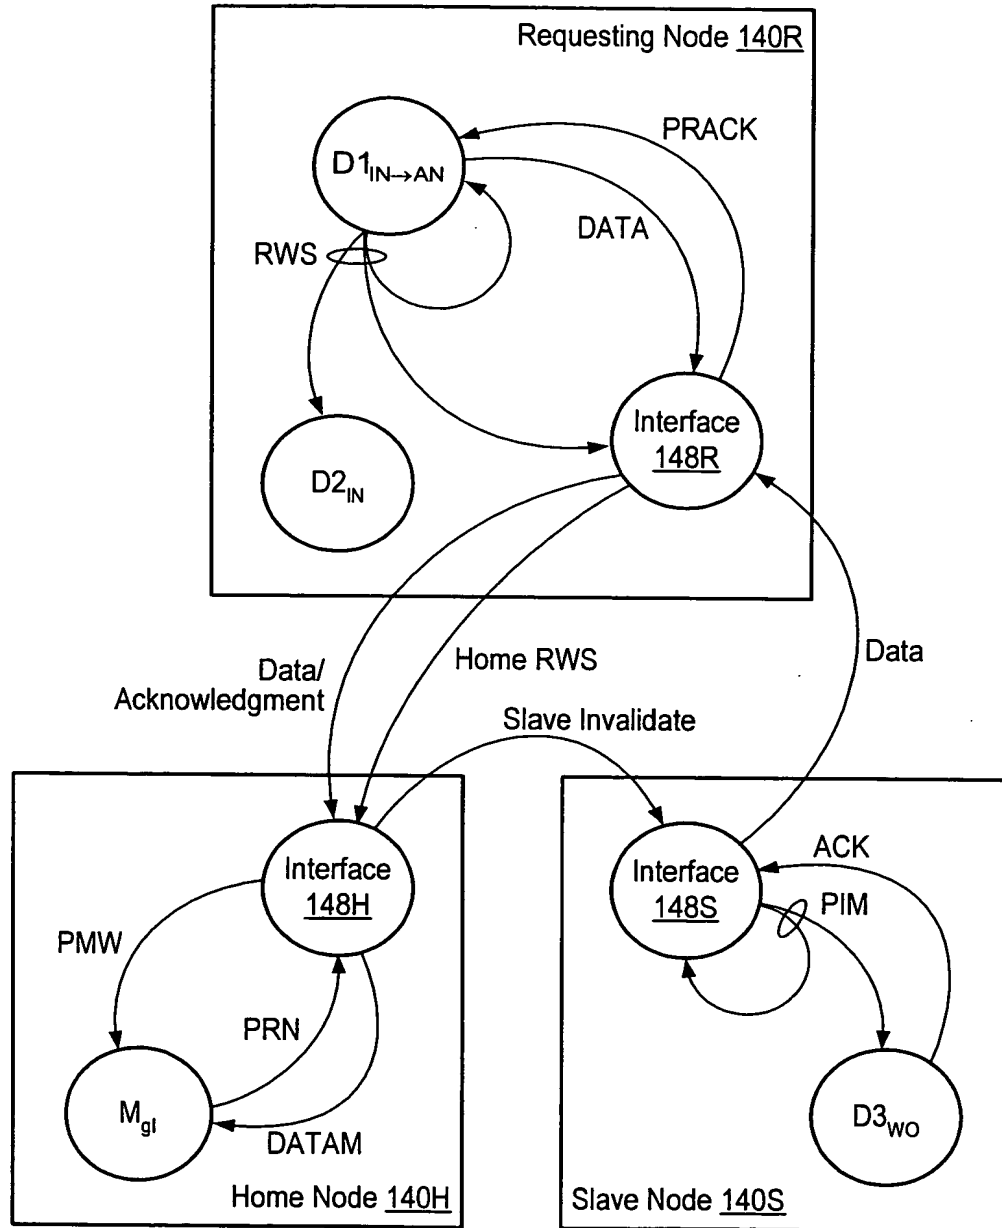 Requesting Node 140R
D1IN→AN
PRACK
DATA
RWS
Interface
148R
D2IN
Data/
Acknowledgment
Home RWS
Data
Slave Invalidate
Interface
148H
Interface
148S
ACK
PIM
PMW
PRN
Mgl
DATAM
D3WO
Home Node 140H
Slave Node 140S